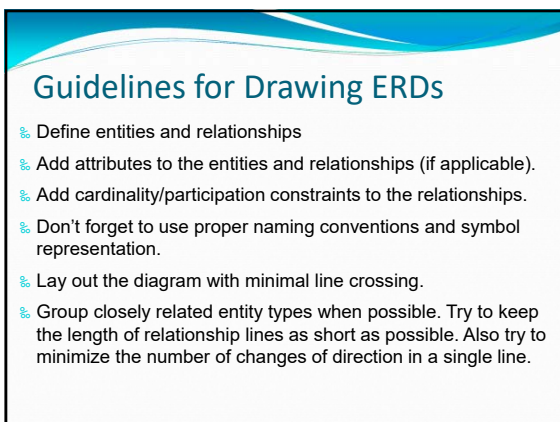 Guidelines for Drawing ERDs
Define entities and relationships
Add attributes to the entities and relationships (if applicable).
Add cardinality/participation constraints to the relationships.
Don’t forget to use proper naming conventions and symbol
representation.
Lay out the diagram with minimal line crossing.
Group closely related entity types when possible. Try to keep
the length of relationship lines as short as possible. Also try to
minimize the number of changes of direction in a single line.